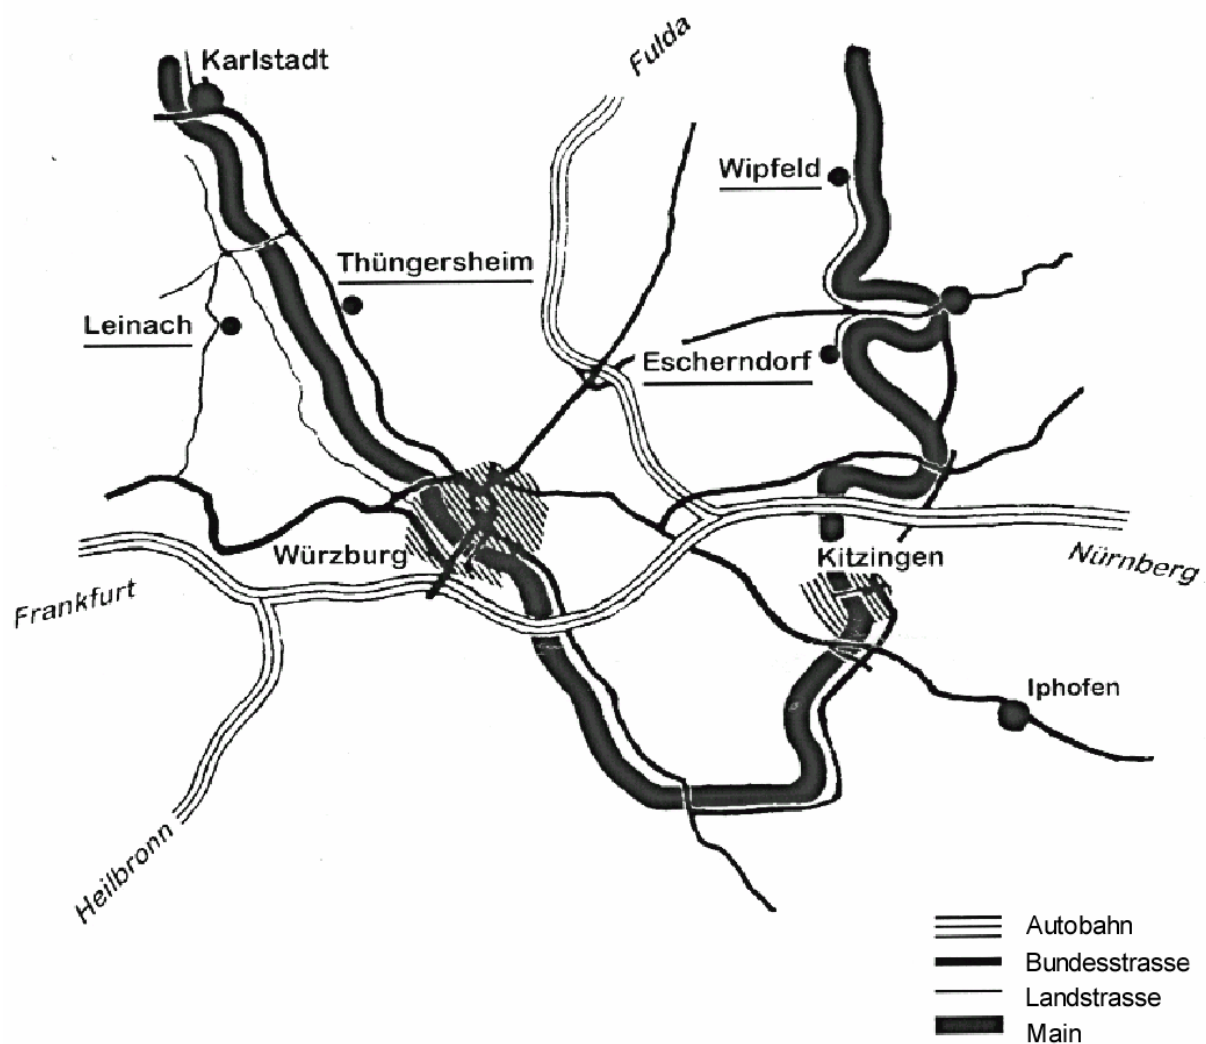 Fulda
Karlstadt
Wipfeld
Thüngersheim
Leinach
Escherndorf
Würzburg
Kitzingen
Nürnberg
Frankfurt
Iphofen
Heilbronn
Autobahn
Bundesstrasse
Landstrasse
Main